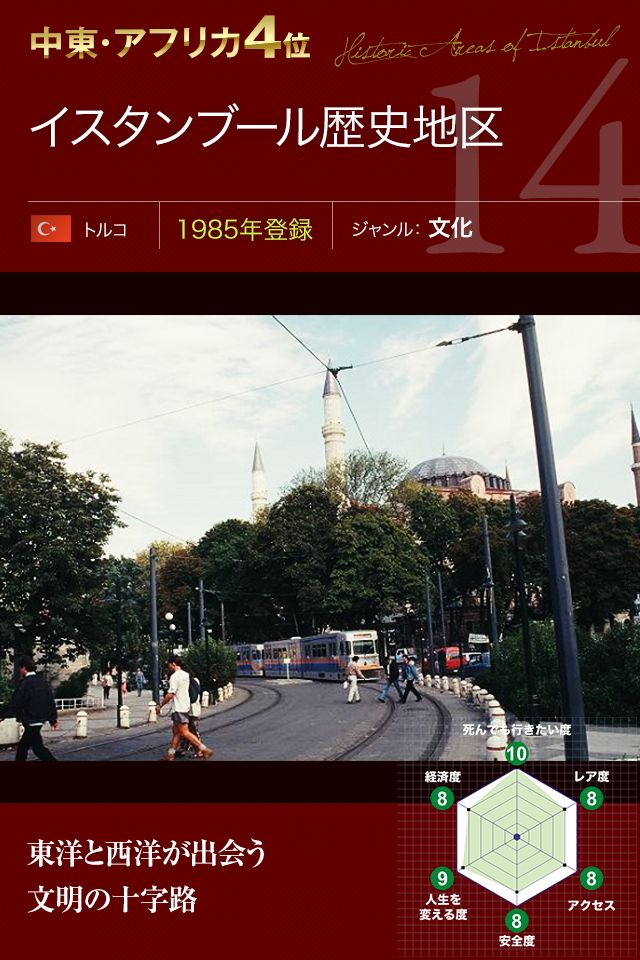 中東・アフリカ4位
Historic Areas of Istanbul
14
イスタンブール歴史地区
トルコ
1985年登録
ジャンル：文化
死んでも行きたい度
10
経済度
8
レア度
8
9
人生を
変える度
8
アクセス
8
安全度
東洋と西洋が出会う
文明の十字路